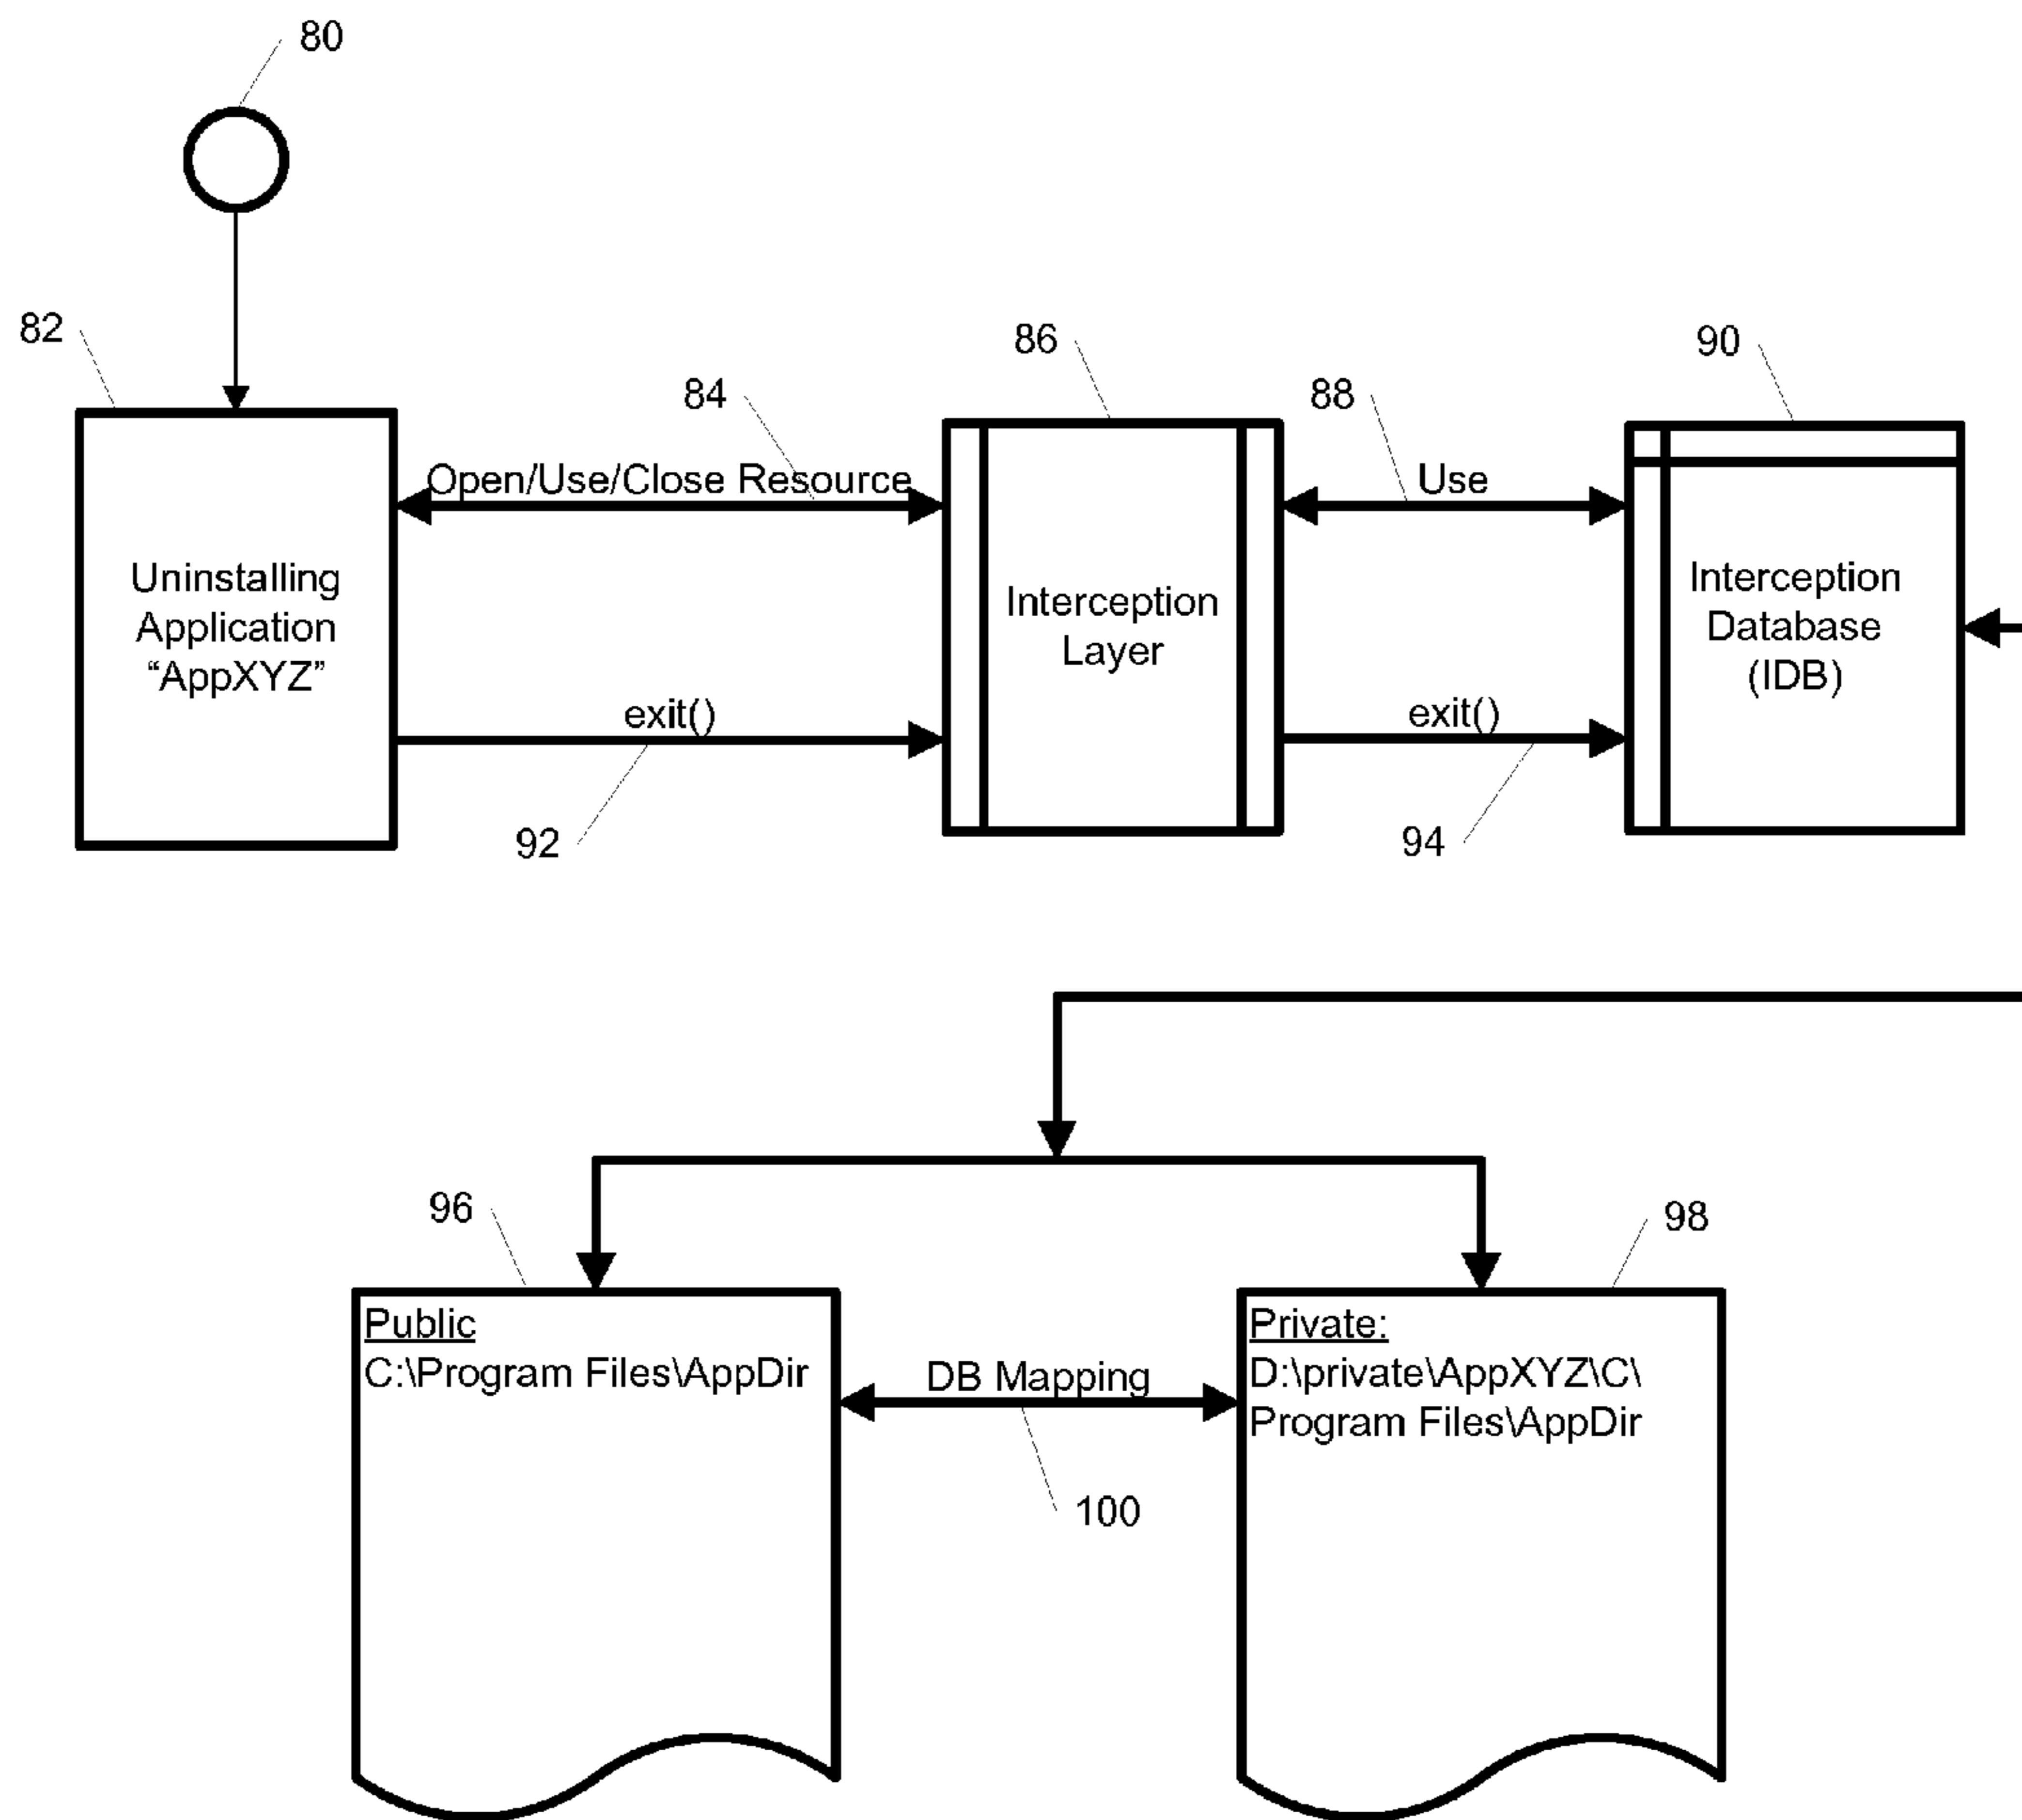 80
82
86
90
84
88
Open/Use/Close Resource
Use
Uninstalling
Application
“AppXYZ”
Interception
Layer
Interception
Database
(IDB)
exit()
exit()
92
94
96
98
Public
C:\Program Files\AppDir
DB Mapping
Private:
D:\private\AppXYZ\C\
Program Files\AppDir
100